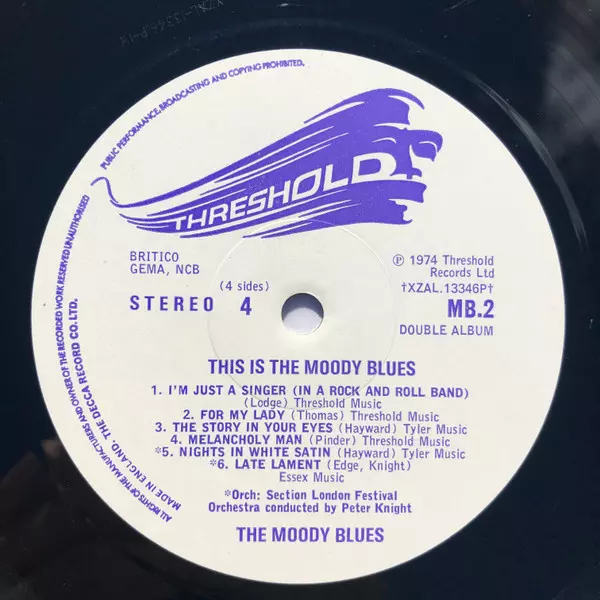 XZAL-13346P-1W
PUBLIC PERFORMANCE, BROADCASTING AND COPYING PROHIBITED.
ALL RIGHTS OF THE MANUFACTURERS AND OWNER OF THE RECORDED WORK RESERVED UNAUTHORISED
MADE IN ENGLAND. THE DECCA RECORD CO. LTD.
THRESHOLD
BRITICO
GEMA, NCB
(4 sides)
STEREO 4
Ⓟ 1974 Threshold
Records Ltd
†XZAL.13346P†
MB.2
DOUBLE ALBUM
THIS IS THE MOODY BLUES
1. I'M JUST A SINGER (IN A ROCK AND ROLL BAND)
(Lodge) Threshold Music
2. FOR MY LADY (Thomas) Threshold Music
3. THE STORY IN YOUR EYES (Hayward) Tyler Music
4. MELANCHOLY MAN (Pinder) Threshold Music
*5. NIGHTS IN WHITE SATIN (Hayward) Tyler Music
*6. LATE LAMENT (Edge, Knight)
Essex Music
*Orch: Section London Festival
Orchestra conducted by Peter Knight
THE MOODY BLUES